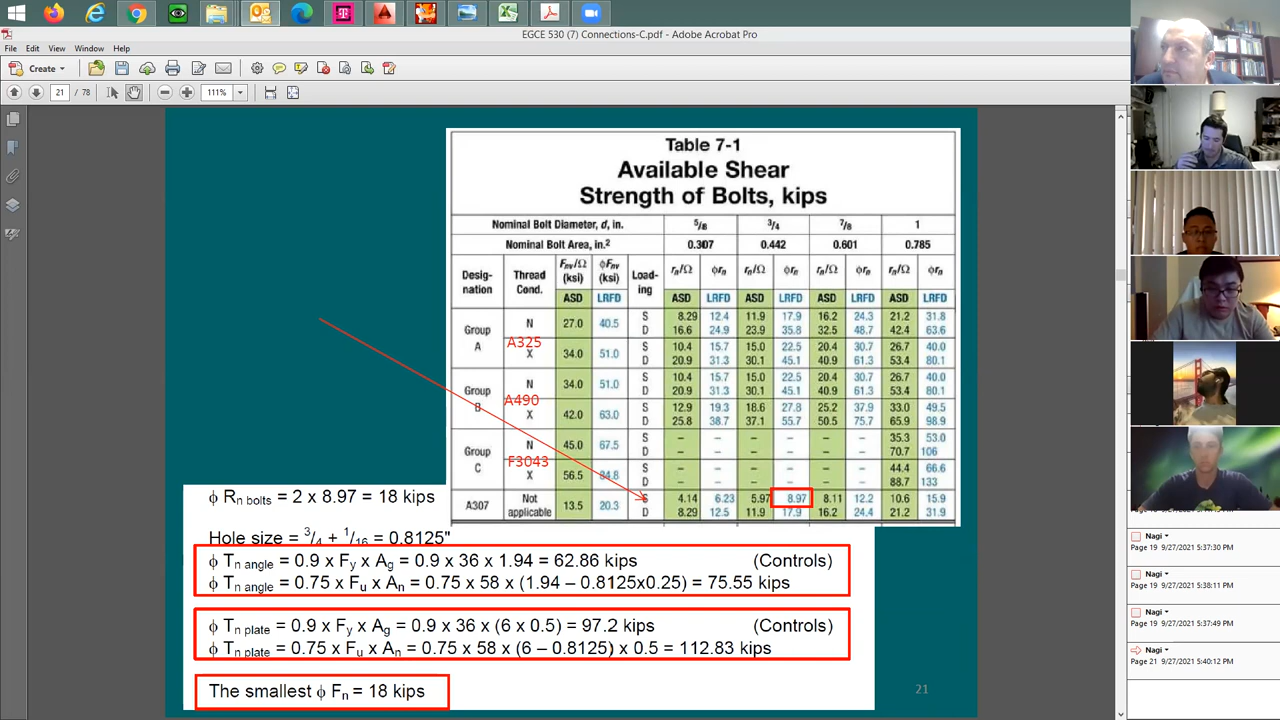 EGCE 530 (7) Connections-C.pdf - Adobe Acrobat Pro
File Edit View Window Help
Create
21 / 78 111%
Table 7-1
Available Shear
Strength of Bolts, kips
Nominal Bolt Diameter, d, in. 5/8 3/4 7/8 1
Nominal Bolt Area, in.² 0.307 0.442 0.601 0.785
Desig-nation Thread Cond. Fnv/Ω (ksi) ϕFnv (ksi) Load-ing rn/Ω ϕrn rn/Ω ϕrn rn/Ω ϕrn rn/Ω ϕrn
ASD LRFD ASD LRFD ASD LRFD ASD LRFD ASD LRFD
Group A N 27.0 40.5 S 8.29 12.4 11.9 17.9 16.2 24.3 21.2 31.8
D 16.6 24.9 23.9 35.8 32.5 48.7 42.4 63.6
A325
X 34.0 51.0 S 10.4 15.7 15.0 22.5 20.4 30.7 26.7 40.0
D 20.9 31.3 30.1 45.1 40.9 61.3 53.4 80.1
Group B N 34.0 51.0 S 10.4 15.7 15.0 22.5 20.4 30.7 26.7 40.0
D 20.9 31.3 30.1 45.1 40.9 61.3 53.4 80.1
A490
X 42.0 63.0 S 12.9 19.3 18.6 27.8 25.2 37.9 33.0 49.5
D 25.8 38.7 37.1 55.7 50.5 75.7 65.9 98.9
Group C N 45.0 67.5 S – – – – – – 35.3 53.0
D – – – – – – 70.7 106
F3043
X 56.5 84.8 S – – – – – – 44.4 66.6
D – – – – – – 88.7 133
A307 Not applicable 13.5 20.3 S 4.14 6.23 5.97 8.97 8.11 12.2 10.6 15.9
D 8.29 12.5 11.9 17.9 16.2 24.4 21.2 31.9
ϕ Rn bolts = 2 x 8.97 = 18 kips
Hole size = 3/4 + 1/16 = 0.8125"
ϕ Tn angle = 0.9 x Fy x Ag = 0.9 x 36 x 1.94 = 62.86 kips (Controls)
ϕ Tn angle = 0.75 x Fu x An = 0.75 x 58 x (1.94 – 0.8125x0.25) = 75.55 kips
ϕ Tn plate = 0.9 x Fy x Ag = 0.9 x 36 x (6 x 0.5) = 97.2 kips (Controls)
ϕ Tn plate = 0.75 x Fu x An = 0.75 x 58 x (6 – 0.8125) x 0.5 = 112.83 kips
The smallest ϕ Fn = 18 kips
21
Nagi
Page 19 9/27/2021 5:37:30 PM
Nagi
Page 19 9/27/2021 5:38:11 PM
Nagi
Page 19 9/27/2021 5:37:49 PM
Nagi
Page 21 9/27/2021 5:40:12 PM